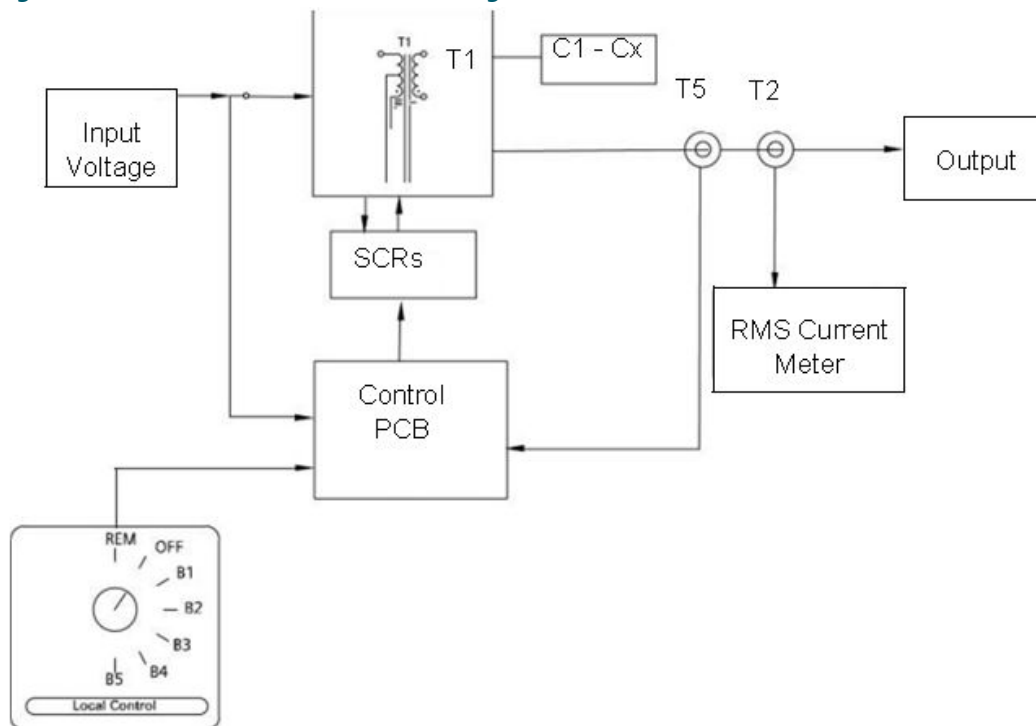 T1
T1
C1 - Cx
T5
T2
Input
Voltage
Output
SCRs
RMS Current
Meter
Control
PCB
REM
OFF
B1
B2
B3
B4
B5
Local Control